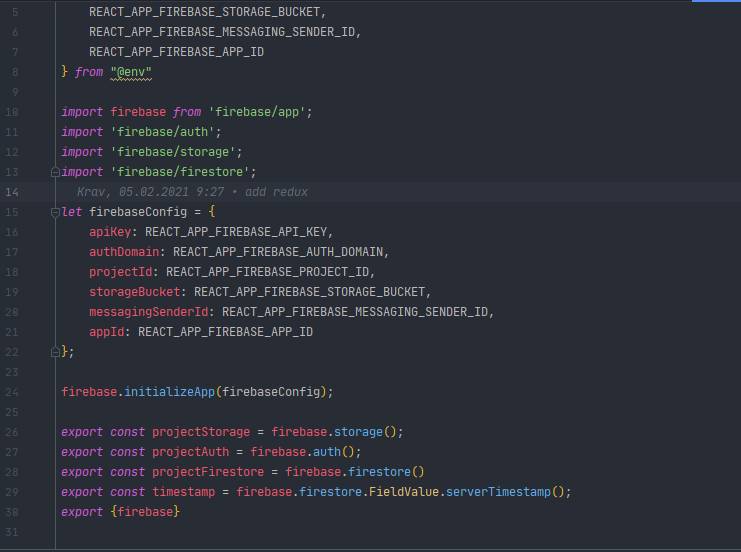 5 REACT_APP_FIREBASE_STORAGE_BUCKET,
6 REACT_APP_FIREBASE_MESSAGING_SENDER_ID,
7 REACT_APP_FIREBASE_APP_ID
8 } from "@env"
9
10 import firebase from 'firebase/app';
11 import 'firebase/auth';
12 import 'firebase/storage';
13 import 'firebase/firestore';
14 Krav, 05.02.2021 9:27 • add redux
15 let firebaseConfig = {
16 apiKey: REACT_APP_FIREBASE_API_KEY,
17 authDomain: REACT_APP_FIREBASE_AUTH_DOMAIN,
18 projectId: REACT_APP_FIREBASE_PROJECT_ID,
19 storageBucket: REACT_APP_FIREBASE_STORAGE_BUCKET,
20 messagingSenderId: REACT_APP_FIREBASE_MESSAGING_SENDER_ID,
21 appId: REACT_APP_FIREBASE_APP_ID
22 };
23
24 firebase.initializeApp(firebaseConfig);
25
26 export const projectStorage = firebase.storage();
27 export const projectAuth = firebase.auth();
28 export const projectFirestore = firebase.firestore()
29 export const timestamp = firebase.firestore.FieldValue.serverTimestamp();
30 export {firebase}
31